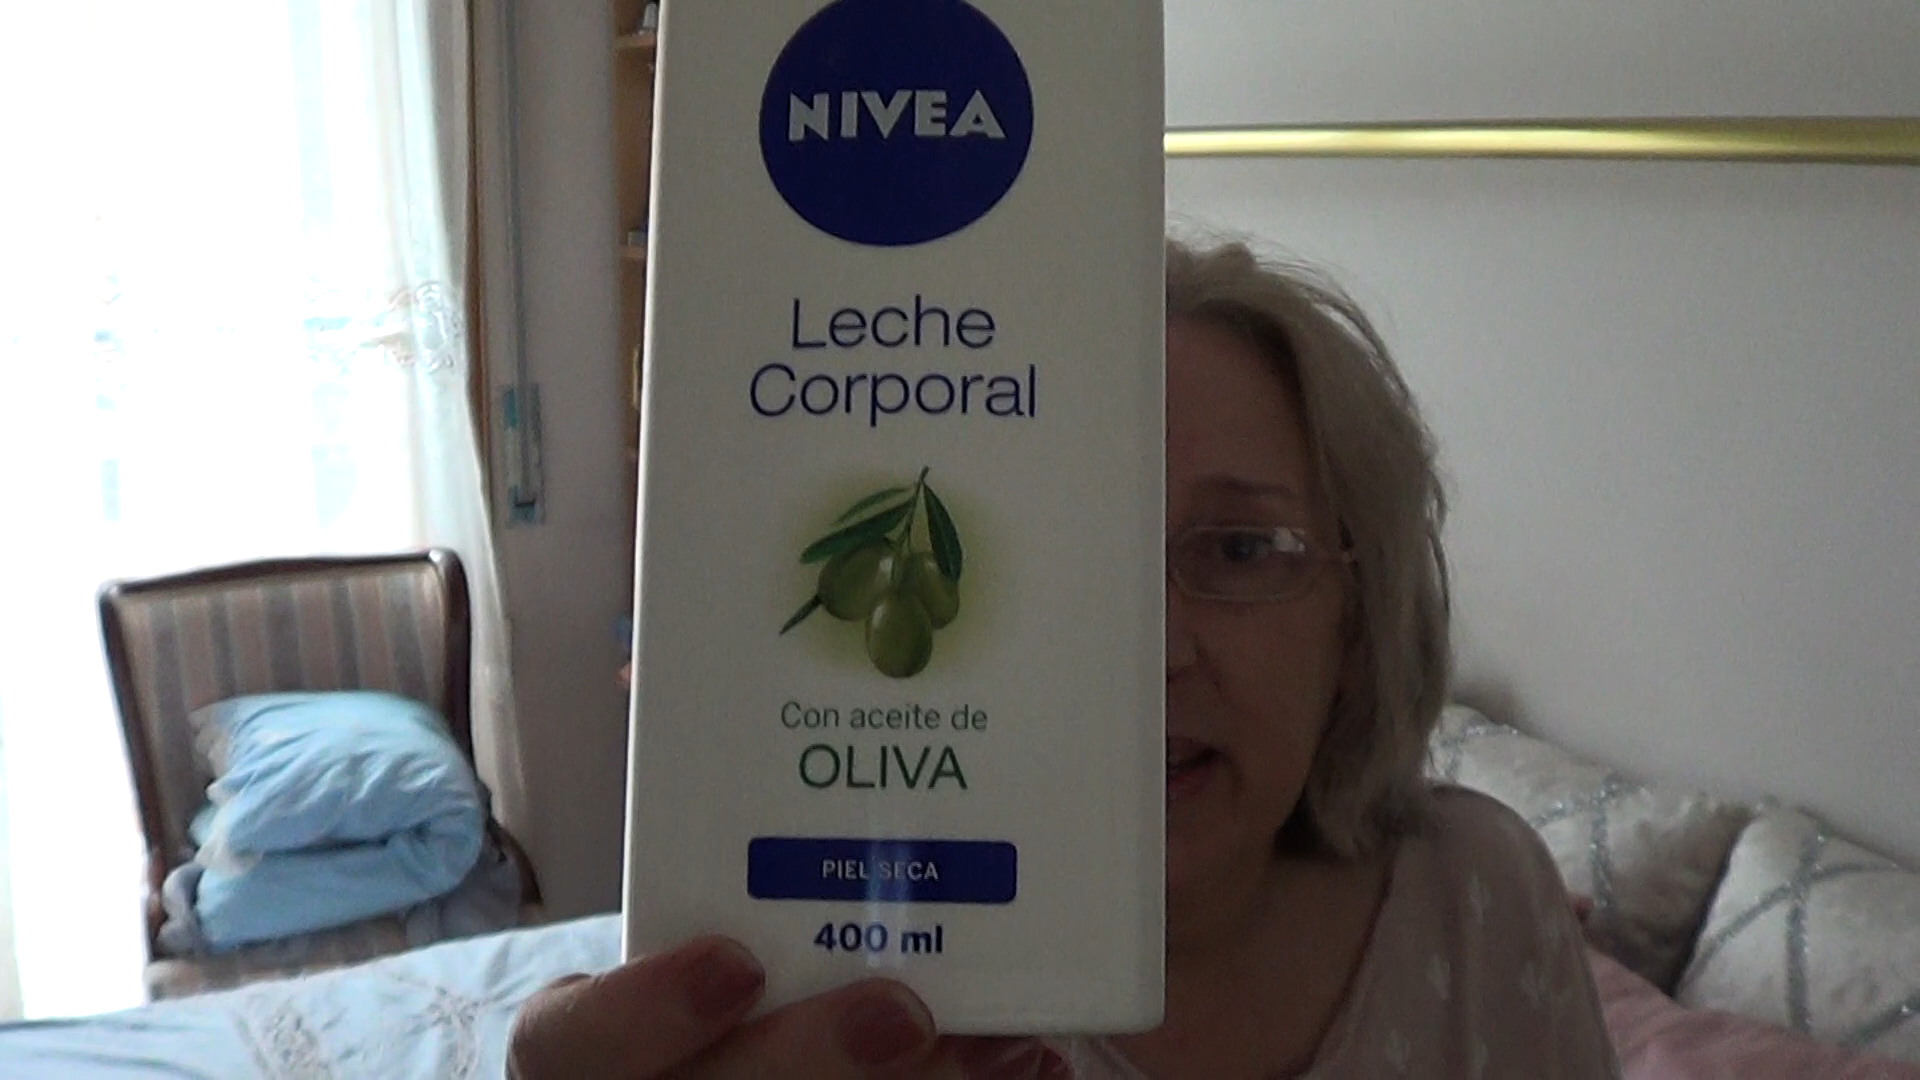 NIVEA
Leche
Corporal
Con aceite de
OLIVA
PIEL SECA
400 ml